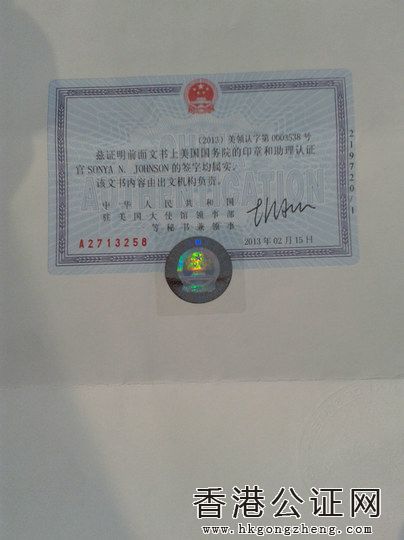 （2013）美领认字第 0003538 号
兹证明前面文书上美国国务院的印章和助理认证
官 SONYA N. JOHNSON 的签字均属实。
该文书内容由出文机构负责。
中华人民共和国
驻美国大使馆领事部
等秘书兼领事
A2713258
2013 年 02 月 15 日
219720/1
香港公证网
www.hkgongzheng.com